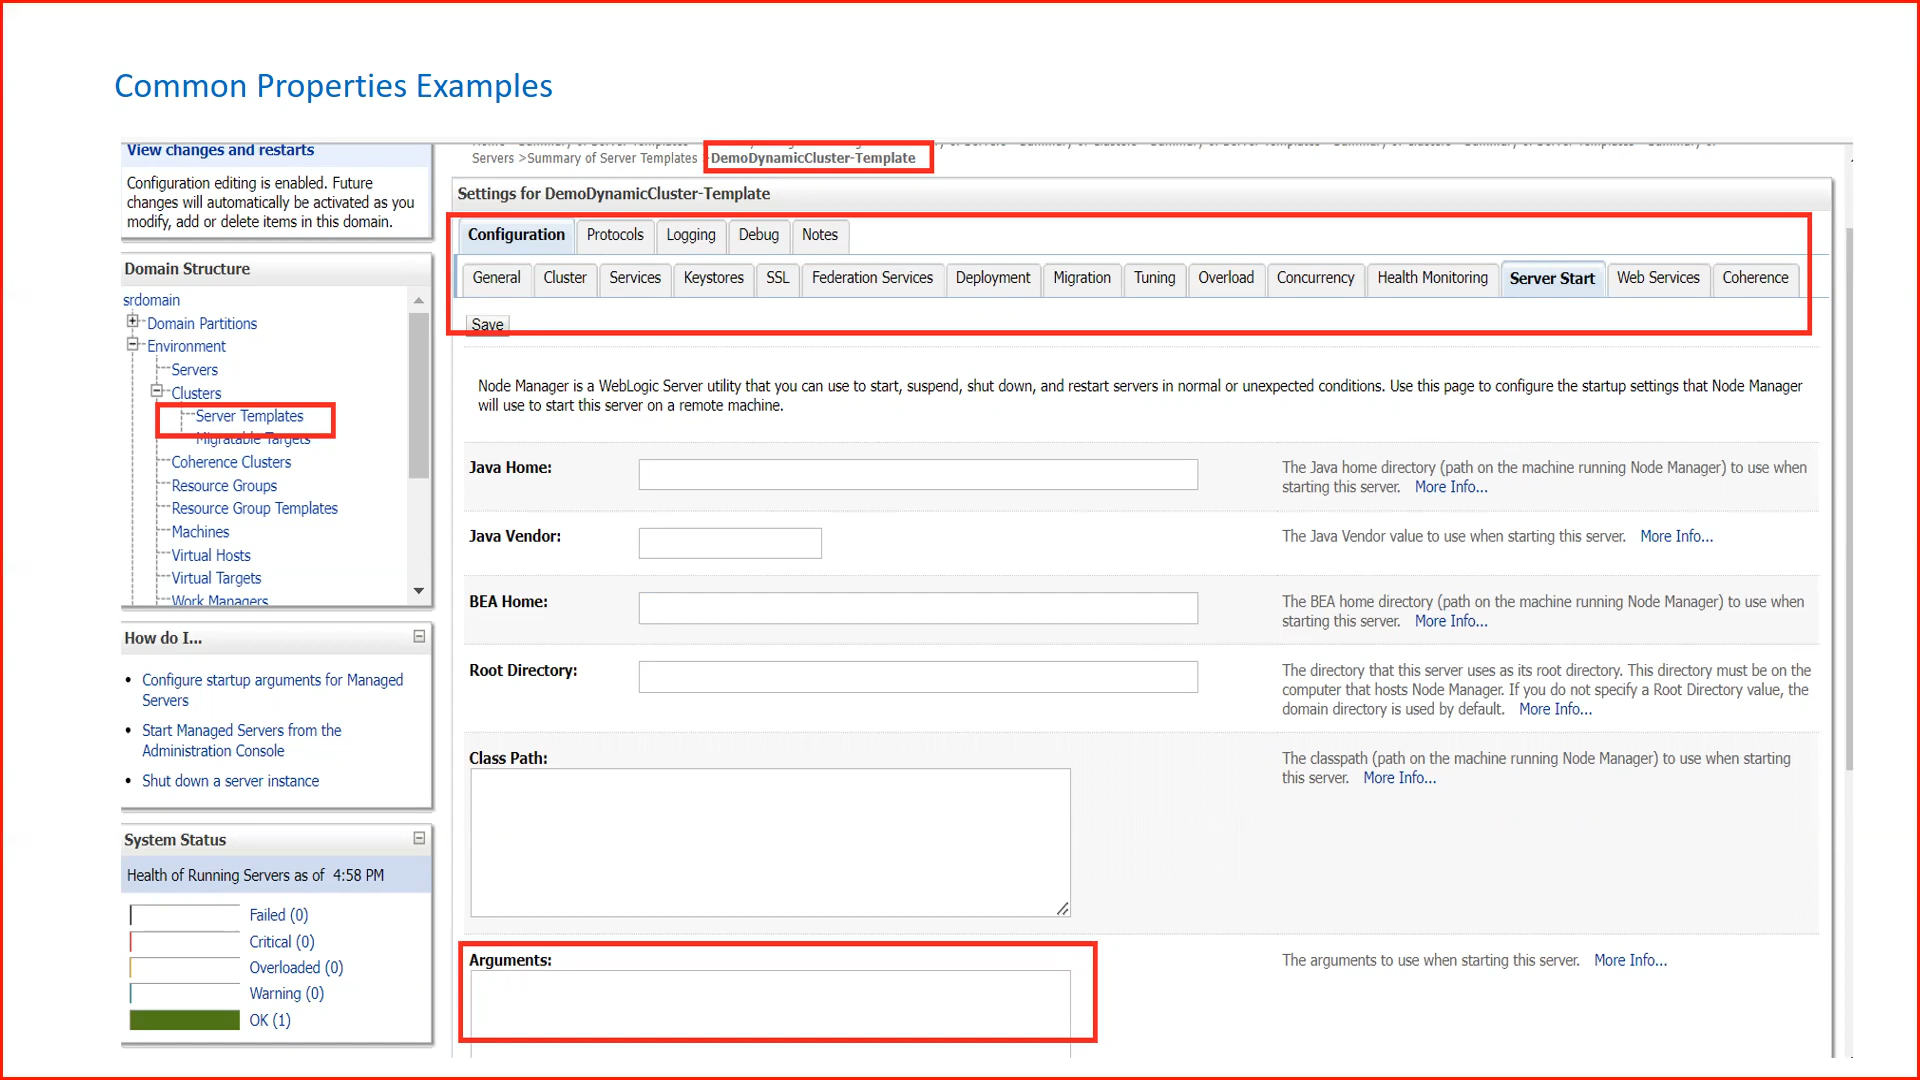 Common Properties Examples
View changes and restarts
Configuration editing is enabled. Future
changes will automatically be activated as you
modify, add or delete items in this domain.
Domain Structure
srdomain
Domain Partitions
Environment
Servers
Clusters
Server Templates
Migratable Targets
Coherence Clusters
Resource Groups
Resource Group Templates
Machines
Virtual Hosts
Virtual Targets
Work Managers
How do I...
• Configure startup arguments for Managed
Servers
• Start Managed Servers from the
Administration Console
• Shut down a server instance
System Status
Health of Running Servers as of 4:58 PM
Failed (0)
Critical (0)
Overloaded (0)
Warning (0)
OK (1)
Servers >Summary of Server Templates >DemoDynamicCluster-Template
Settings for DemoDynamicCluster-Template
Configuration Protocols Logging Debug Notes
General Cluster Services Keystores SSL Federation Services Deployment Migration Tuning Overload Concurrency Health Monitoring Server Start Web Services Coherence
Save
Node Manager is a WebLogic Server utility that you can use to start, suspend, shut down, and restart servers in normal or unexpected conditions. Use this page to configure the startup settings that Node Manager
will use to start this server on a remote machine.
Java Home:
The Java home directory (path on the machine running Node Manager) to use when
starting this server. More Info...
Java Vendor:
The Java Vendor value to use when starting this server. More Info...
BEA Home:
The BEA home directory (path on the machine running Node Manager) to use when
starting this server. More Info...
Root Directory:
The directory that this server uses as its root directory. This directory must be on the
computer that hosts Node Manager. If you do not specify a Root Directory value, the
domain directory is used by default. More Info...
Class Path:
The classpath (path on the machine running Node Manager) to use when starting
this server. More Info...
Arguments:
The arguments to use when starting this server. More Info...